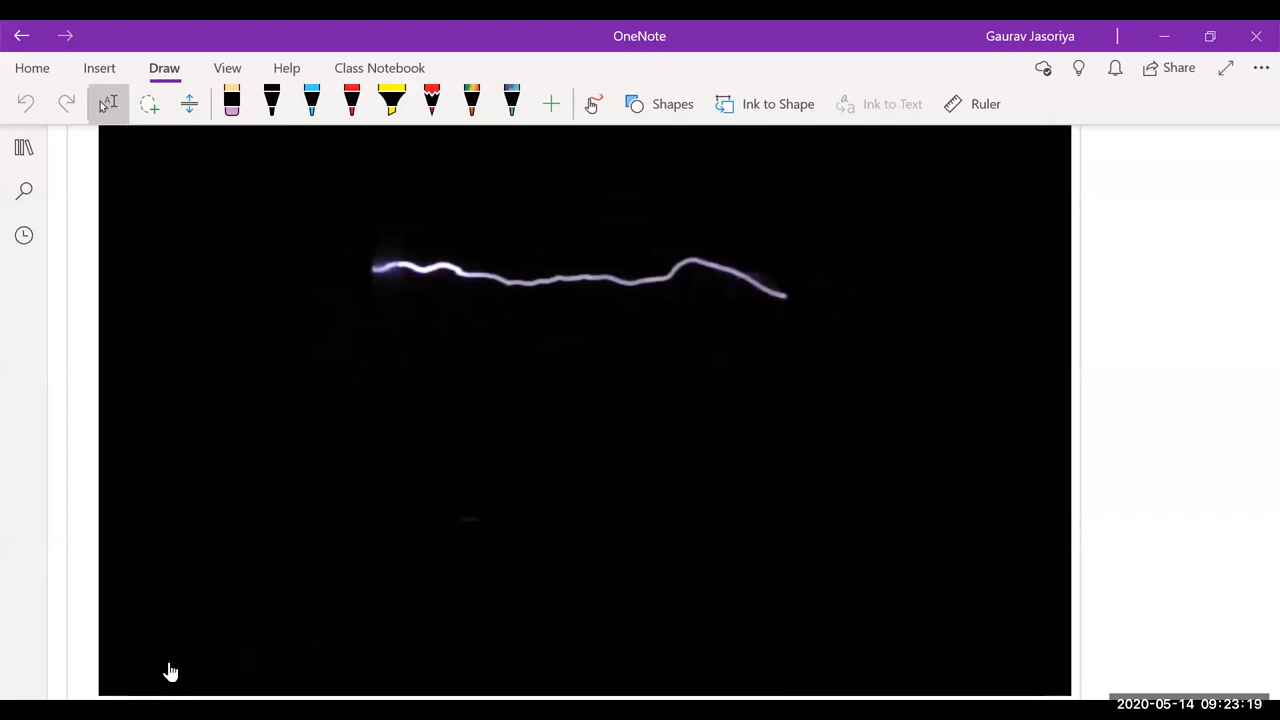 OneNote
Gaurav Jasoriya
Home
Insert
Draw
View
Help
Class Notebook
Share
Shapes
Ink to Shape
Ink to Text
Ruler
2020-05-14 09:23:19